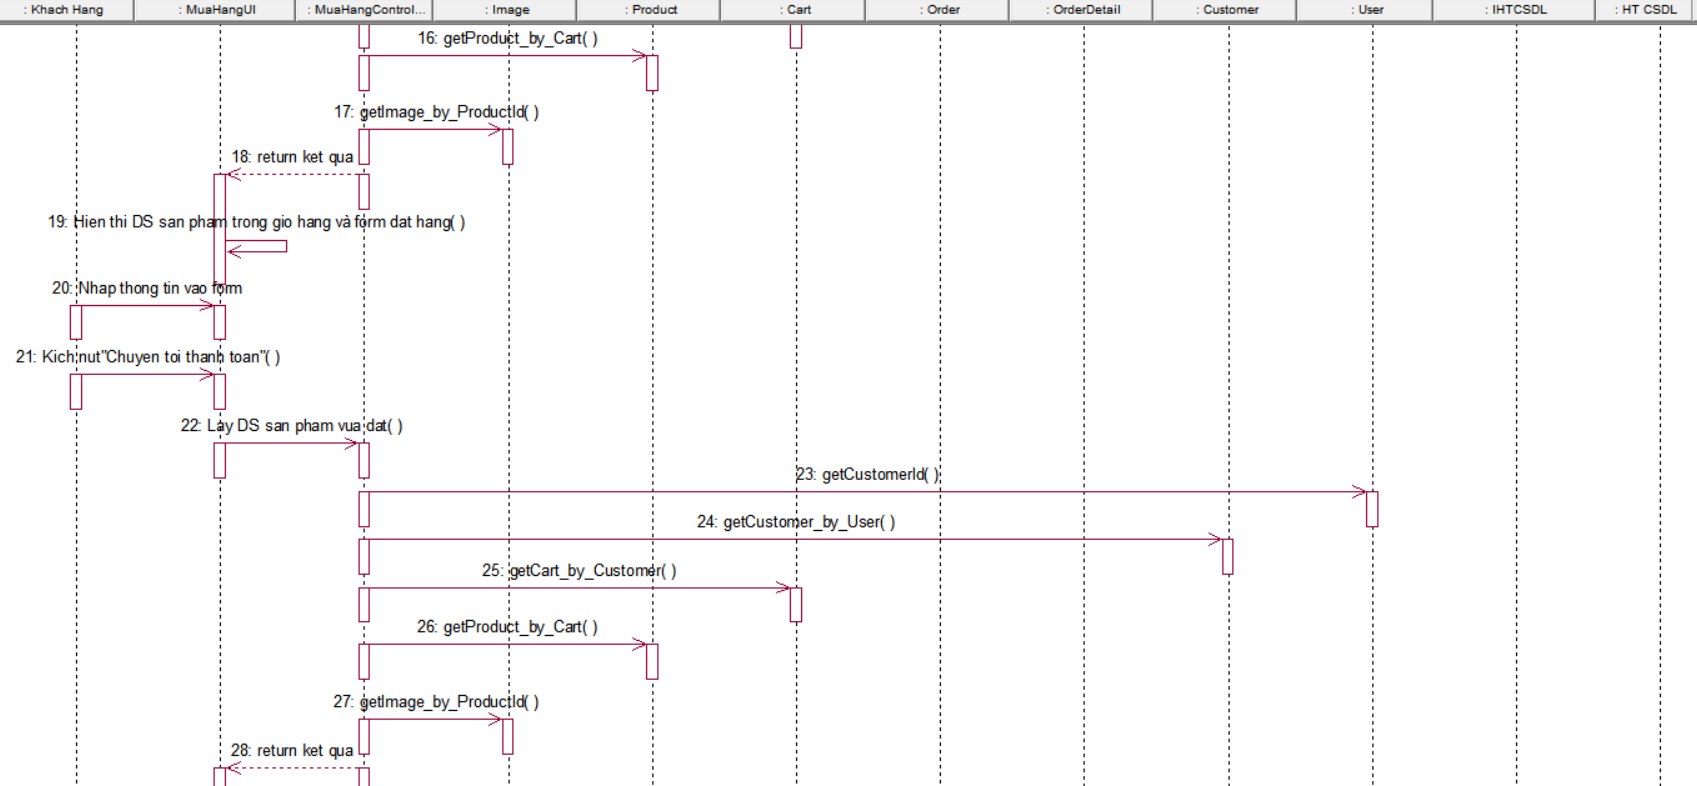 : Khach Hang
: MuaHangUI
: MuaHangControl...
: Image
: Product
: Cart
: Order
: OrderDetail
: Customer
: User
: IHTCSDL
: HT CSDL
16: getProduct_by_Cart( )
17: getImage_by_ProductId( )
18: return ket qua
19: Hien thi DS san pham trong gio hang và form dat hang( )
20: Nhap thong tin vao form
21: Kich nut"Chuyen toi thanh toan"( )
22: Lay DS san pham vua dat( )
23: getCustomerId( )
24: getCustomer_by_User( )
25: getCart_by_Customer( )
26: getProduct_by_Cart( )
27: getImage_by_ProductId( )
28: return ket qua